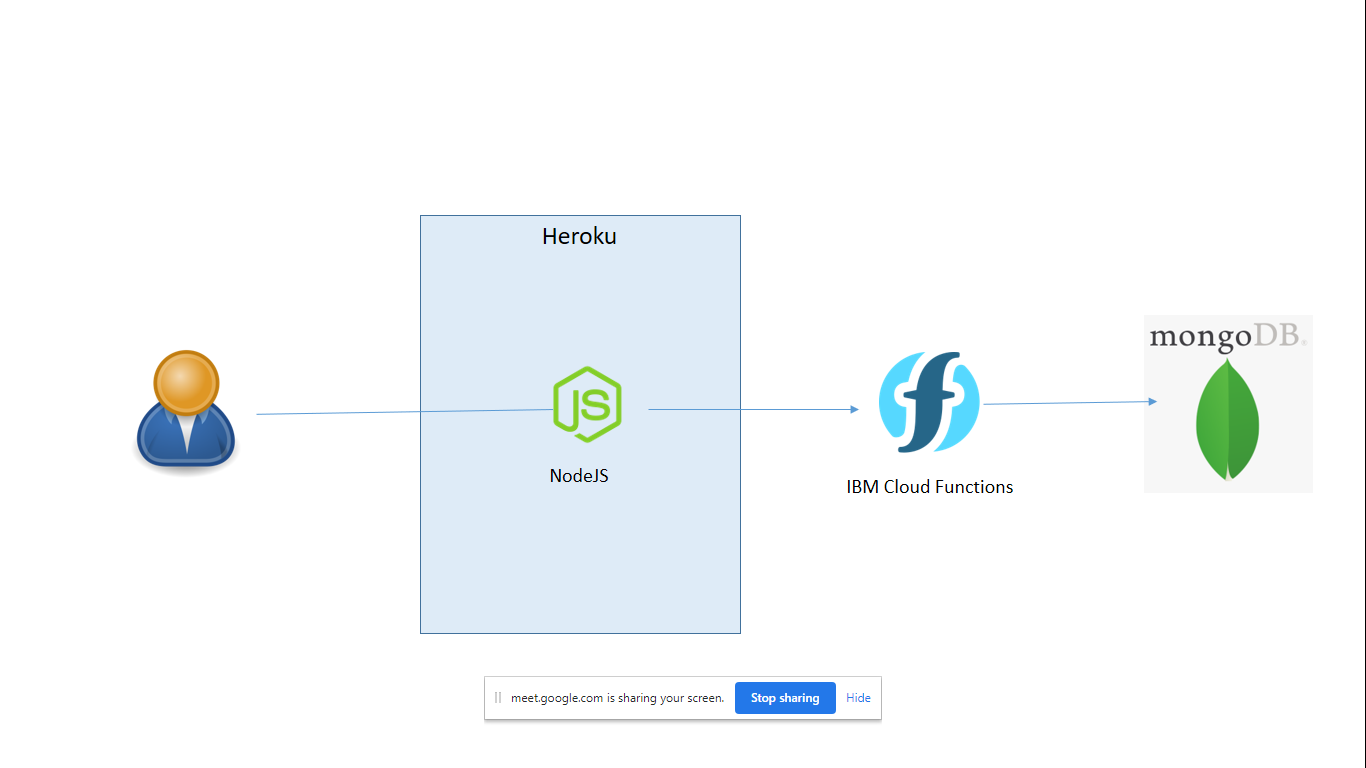 Heroku
mongoDB®
JS
NodeJS
f
IBM Cloud Functions
meet.google.com is sharing your screen. Stop sharing Hide